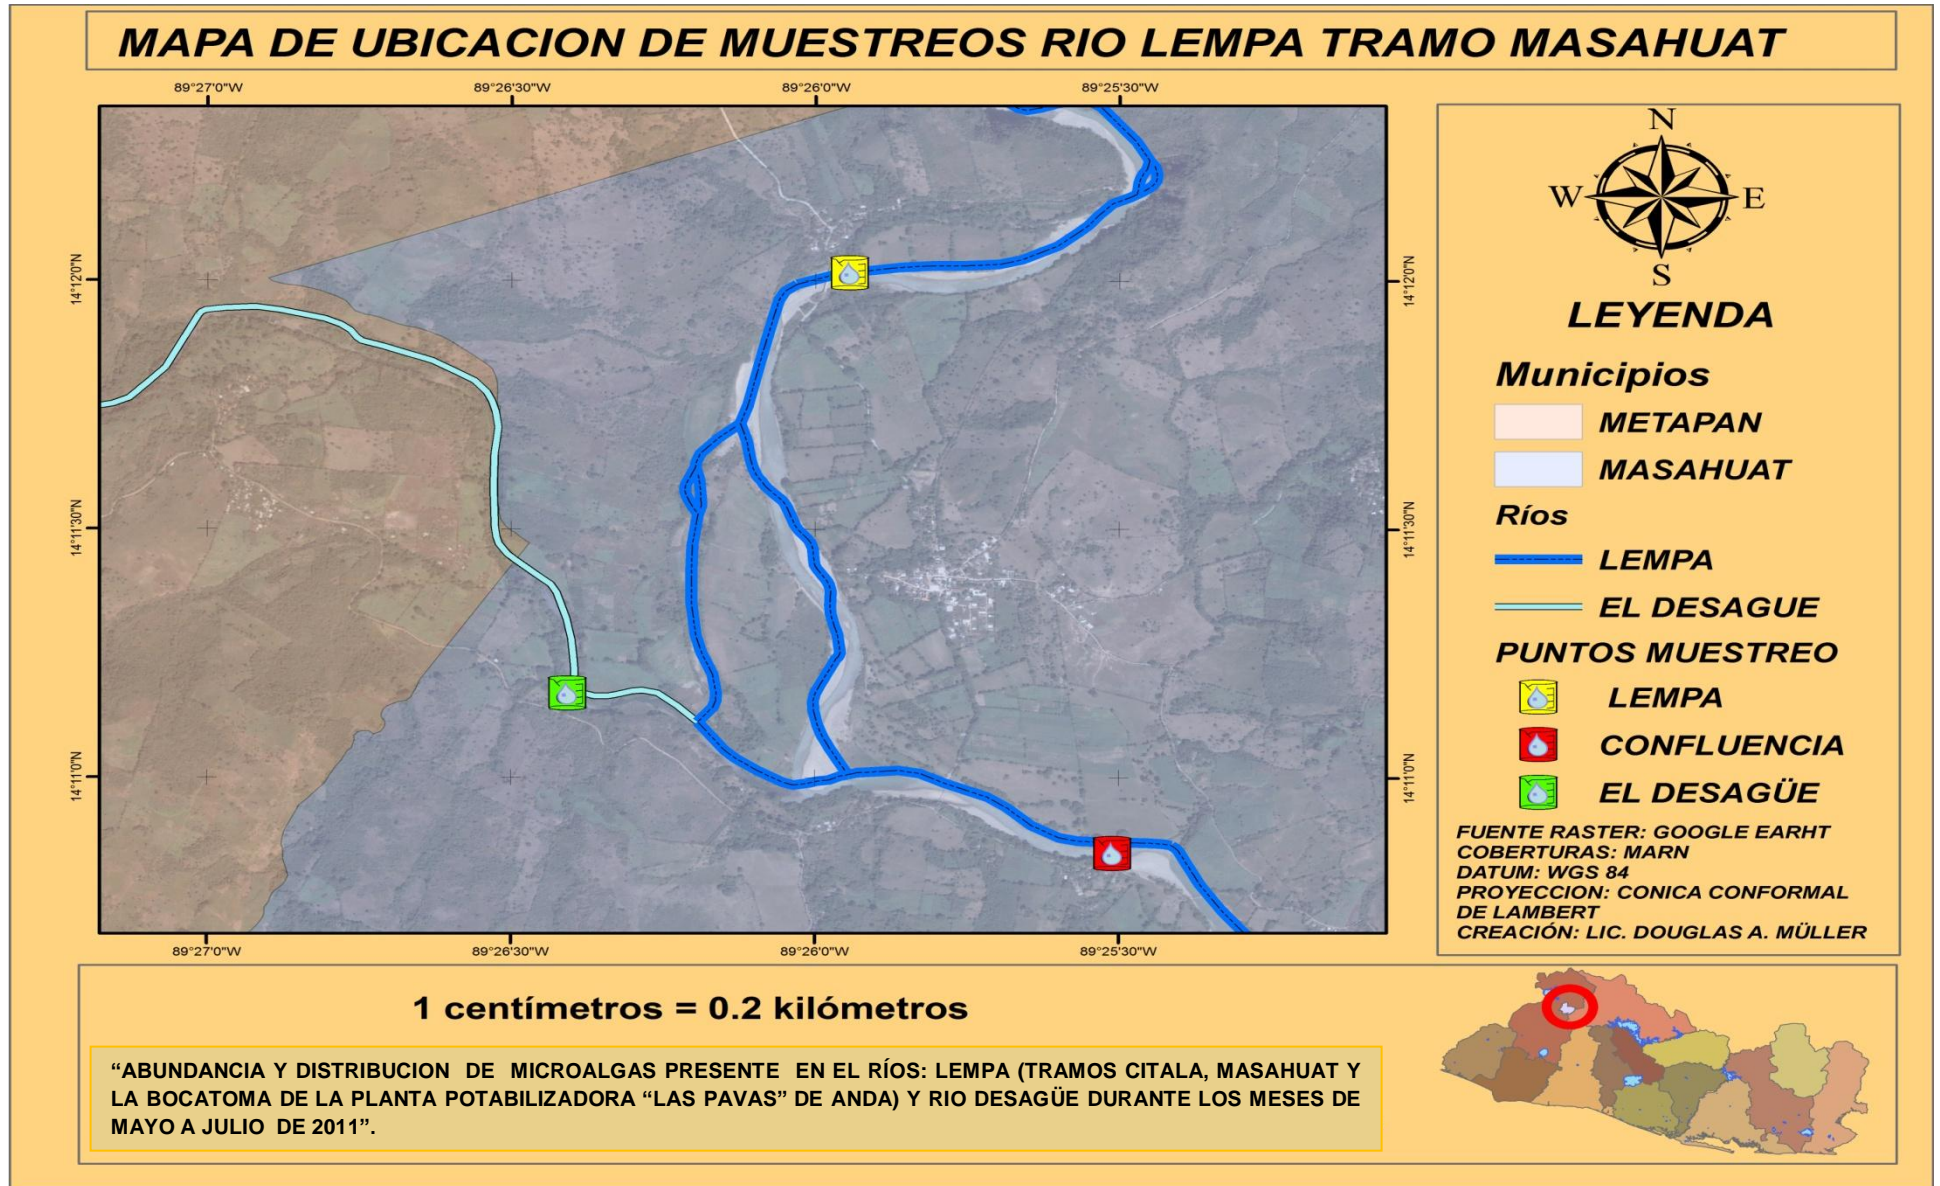 MAPA DE UBICACION DE MUESTREOS RIO LEMPA TRAMO MASAHUAT
89°27'0"W
89°26'30"W
89°26'0"W
89°25'30"W
14°12'0"N
14°12'0"N
14°11'30"N
14°11'30"N
14°11'0"N
14°11'0"N
89°27'0"W
89°26'30"W
89°26'0"W
89°25'30"W
N
W
E
S
LEYENDA
Municipios
METAPAN
MASAHUAT
Ríos
LEMPA
EL DESAGUE
PUNTOS MUESTREO
LEMPA
CONFLUENCIA
EL DESAGÜE
FUENTE RASTER: GOOGLE EARHT
COBERTURAS: MARN
DATUM: WGS 84
PROYECCION: CONICA CONFORMAL
DE LAMBERT
CREACIÓN: LIC. DOUGLAS A. MÜLLER
1 centímetros = 0.2 kilómetros
“ABUNDANCIA Y DISTRIBUCION DE MICROALGAS PRESENTE EN EL RÍOS: LEMPA (TRAMOS CITALA, MASAHUAT Y
LA BOCATOMA DE LA PLANTA POTABILIZADORA “LAS PAVAS” DE ANDA) Y RIO DESAGÜE DURANTE LOS MESES DE
MAYO A JULIO DE 2011”.